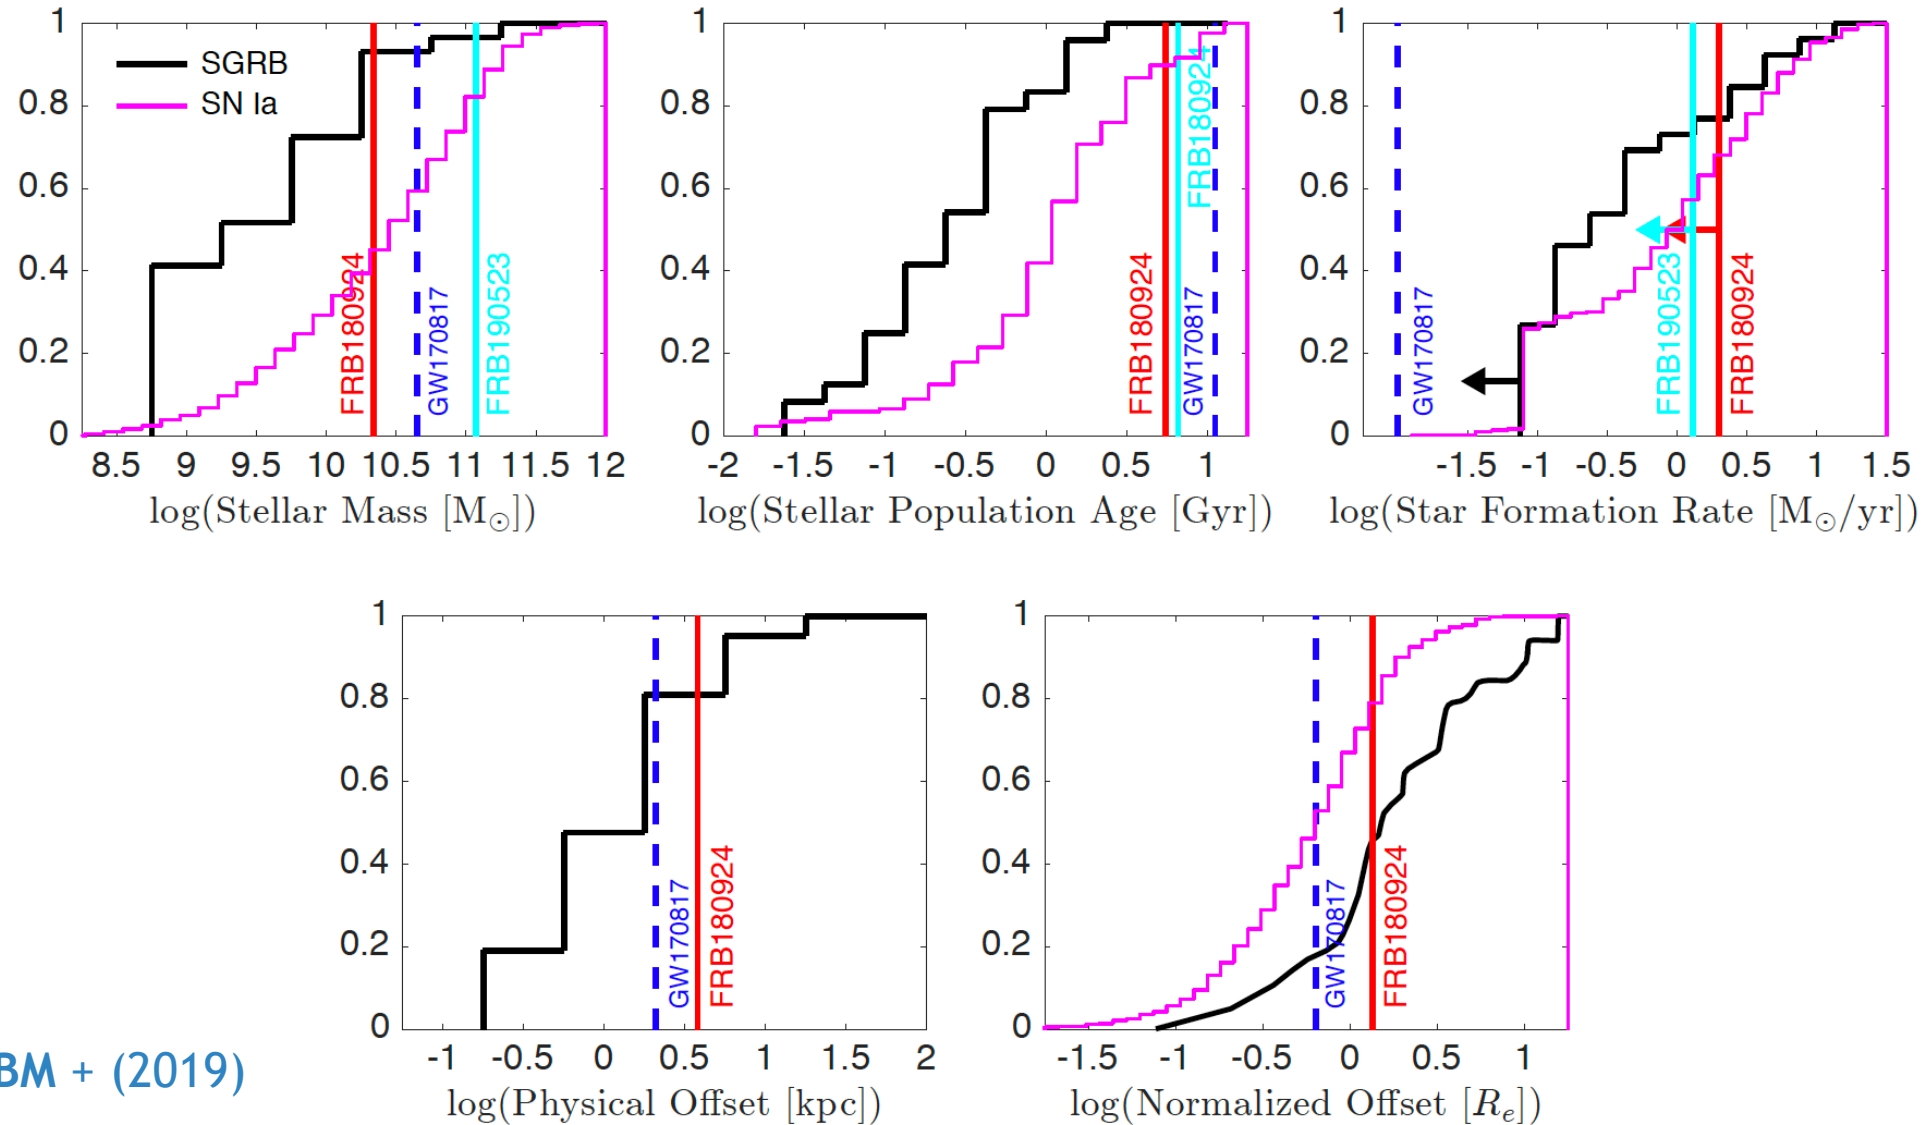 1
0.8
0.6
0.4
0.2
0
SGRB
SN Ia
FRB180924
GW170817
FRB190523
8.5 9 9.5 10 10.5 11 11.5 12
log(Stellar Mass [M☉])
1
0.8
0.6
0.4
0.2
0
FRB180924
FRB180924
GW170817
-2 -1.5 -1 -0.5 0 0.5 1
log(Stellar Population Age [Gyr])
1
0.8
0.6
0.4
0.2
0
GW170817
FRB190523
FRB180924
-1.5 -1 -0.5 0 0.5 1 1.5
log(Star Formation Rate [M☉/yr])
1
0.8
0.6
0.4
0.2
0
GW170817
FRB180924
-1 -0.5 0 0.5 1 1.5 2
log(Physical Offset [kpc])
1
0.8
0.6
0.4
0.2
0
GW170817
FRB180924
-1.5 -1 -0.5 0 0.5 1
log(Normalized Offset [Re])
BM + (2019)